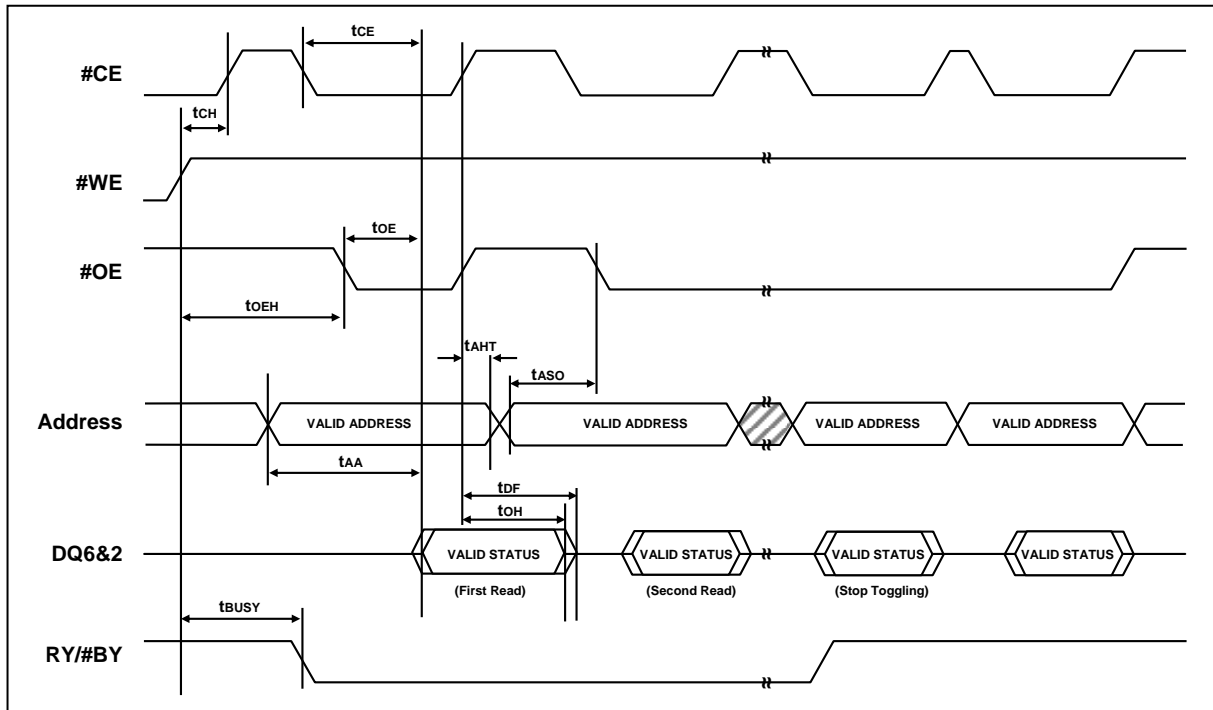 tCE
#CE
tCH
#WE
tOE
#OE
tOEH
tAHT
tASO
Address
VALID ADDRESS
VALID ADDRESS
VALID ADDRESS
VALID ADDRESS
tAA
tDF
tOH
DQ6&2
VALID STATUS
VALID STATUS
VALID STATUS
VALID STATUS
(First Read)
(Second Read)
(Stop Toggling)
tBUSY
RY/#BY